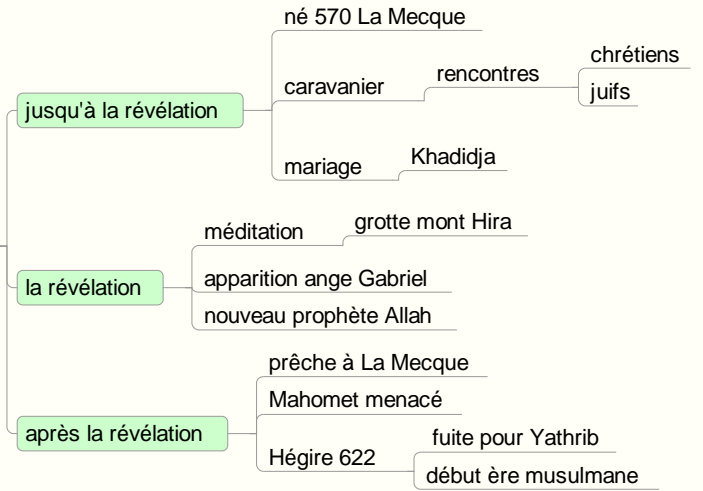 jusqu'à la révélation
né 570 La Mecque
caravanier
rencontres
chrétiens
juifs
mariage
Khadidja
la révélation
méditation
grotte mont Hira
apparition ange Gabriel
nouveau prophète Allah
après la révélation
prêche à La Mecque
Mahomet menacé
Hégire 622
fuite pour Yathrib
début ère musulmane